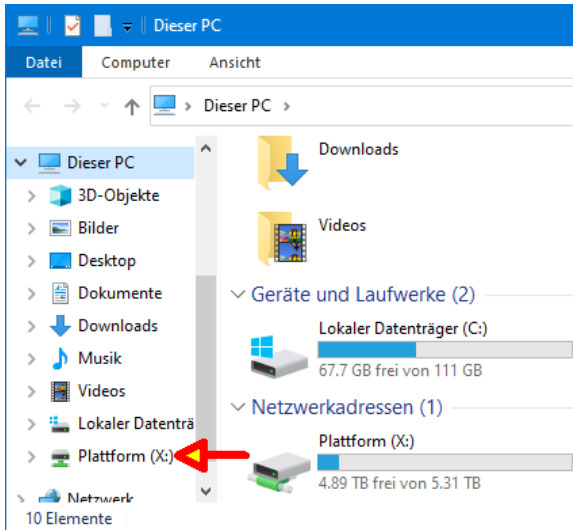 Dieser PC
Datei Computer Ansicht
Dieser PC
Dieser PC
3D-Objekte
Bilder
Desktop
Dokumente
Downloads
Musik
Videos
Lokaler Datenträ
Plattform (X:)
Netzwerk
10 Elemente
Downloads
Videos
Geräte und Laufwerke (2)
Lokaler Datenträger (C:)
67.7 GB frei von 111 GB
Netzwerkadressen (1)
Plattform (X:)
4.89 TB frei von 5.31 TB